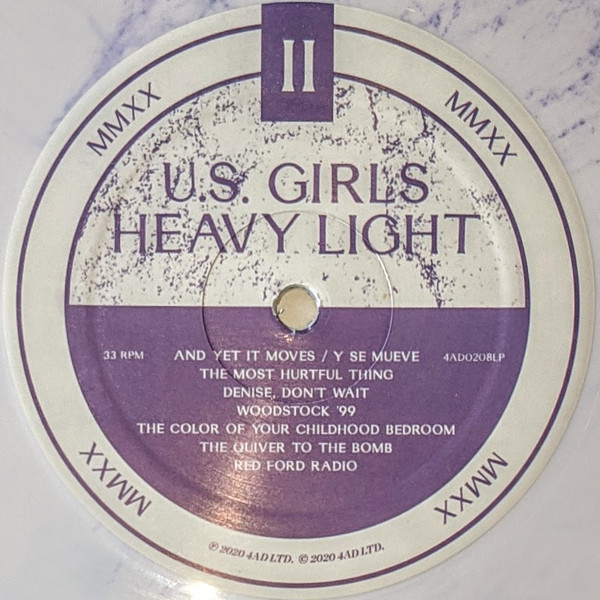 II
MMXX MMXX
U.S. GIRLS
HEAVY LIGHT
33 RPM AND YET IT MOVES / Y SE MUEVE 4AD0208LP
THE MOST HURTFUL THING
DENISE, DON'T WAIT
WOODSTOCK '99
THE COLOR OF YOUR CHILDHOOD BEDROOM
THE QUIVER TO THE BOMB
RED FORD RADIO
MMXX MMXX
℗ 2020 4AD LTD. © 2020 4AD LTD.